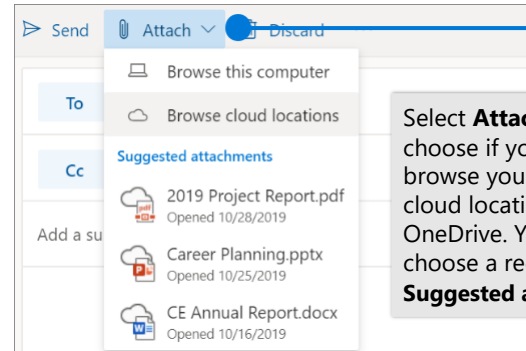 Send Attach Discard
Browse this computer
To
Browse cloud locations
Suggested attachments
Cc
2019 Project Report.pdf
Opened 10/28/2019
Add a su
Career Planning.pptx
Opened 10/25/2019
CE Annual Report.docx
Opened 10/16/2019
Select Attac
choose if yo
browse you
cloud locati
OneDrive. Y
choose a re
Suggested a